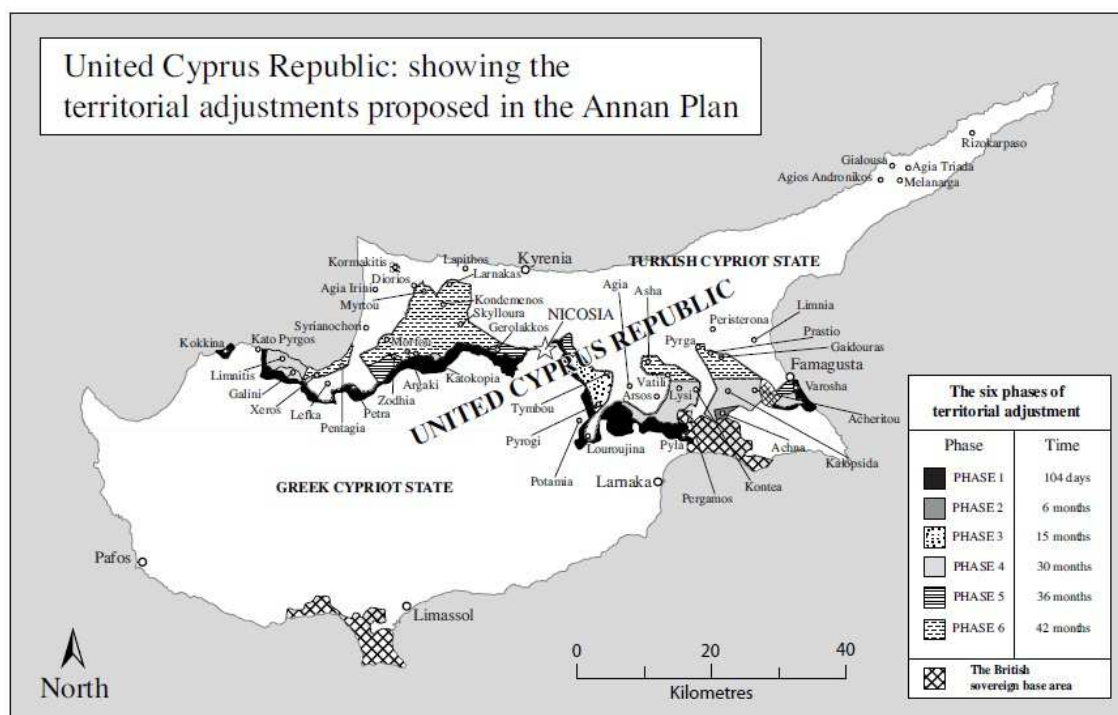 United Cyprus Republic: showing the
territorial adjustments proposed in the Annan Plan
Rizokarpaso
Gialousa
Agia Triada
Agios Andronikos
Melanarga
Kormakitis
Lapithos
Kyrenia
TURKISH CYPRIOT STATE
Diorios
Larnakas
Agia Irini
Agia
Asha
Myrtou
Kondemenos
Limnia
Skylloura
NICOSIA
Syrianochori
Gerolakkos
Peristerona
Prastio
Kokkina
Kato Pyrgos
Morfou
Pyrga
Gaidouras
UNITED CYPRUS REPUBLIC
Famagusta
Limnitis
Argaki
Katokopia
Vatili
Varosha
Galini
Zodhia
Tymbou
Arsos
Lysi
Xeros
Lefka
Petra
Acheritou
Pentagia
Pyrogi
Louroujina
Pyla
Achna
Kalopsida
Potamia
Larnaka
Kontea
Pergamos
GREEK CYPRIOT STATE
Pafos
Limassol
North
0 20 40
Kilometres
The six phases of
territorial adjustment
Phase Time
PHASE 1 104 days
PHASE 2 6 months
PHASE 3 15 months
PHASE 4 30 months
PHASE 5 36 months
PHASE 6 42 months
The British
sovereign base area